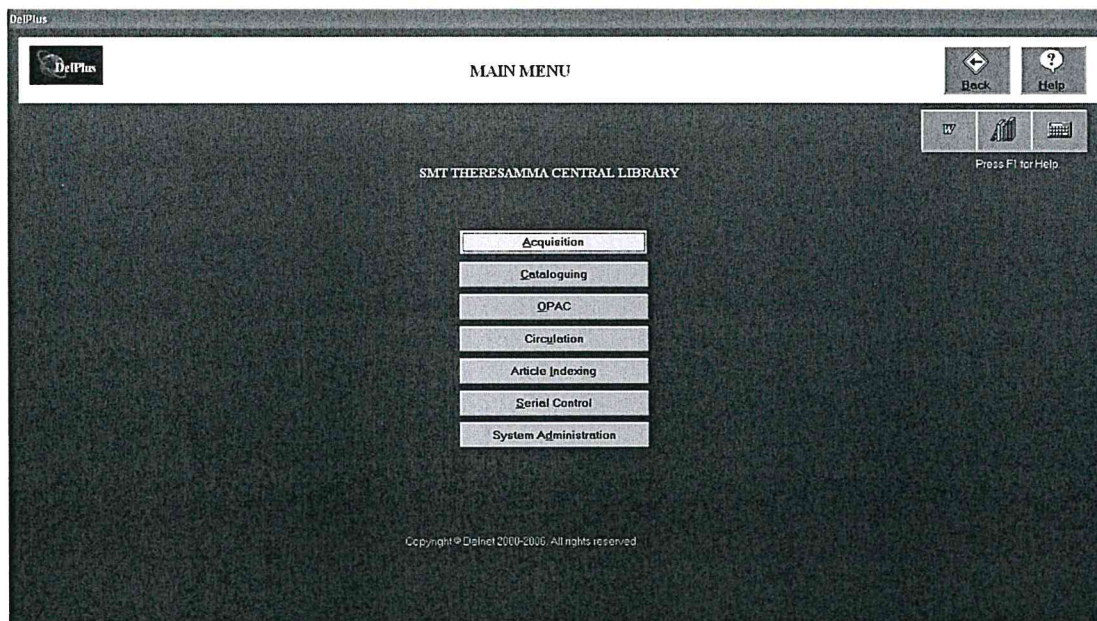 DelPlus
DelPlus
MAIN MENU
Back
Help
W
Press F1 for Help.
SMT THERESAMMA CENTRAL LIBRARY
Acquisition
Cataloguing
OPAC
Circulation
Article Indexing
Serial Control
System Administration
Copyright © Delnet 2000-2006. All rights reserved.